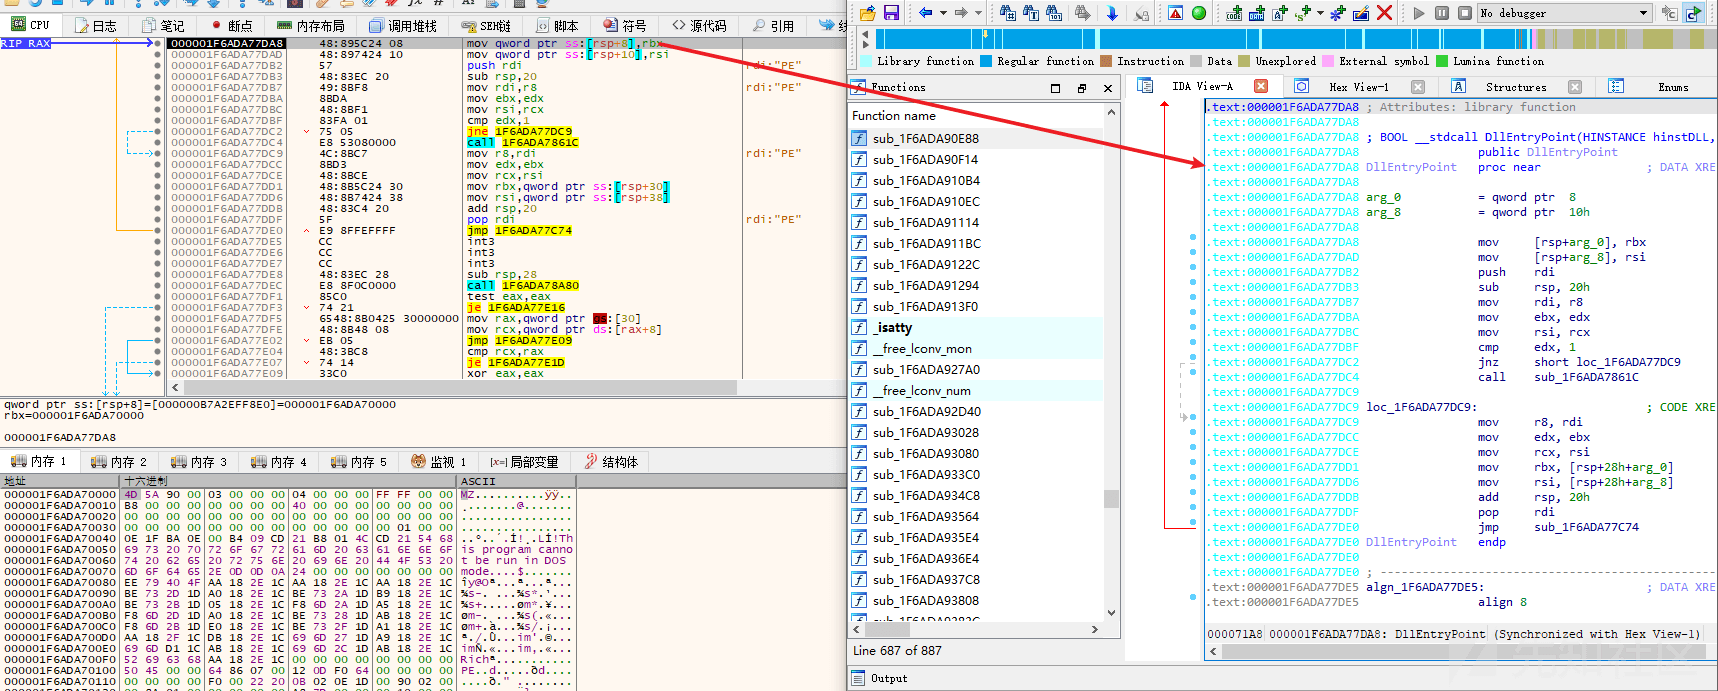 CPU 日志 笔记 断点 内存布局 调用堆栈 SEH链 脚本 符号 源代码 引用
RIP RAX
000001F6ADA77DA8 48:895C24 08 mov qword ptr ss:[rsp+8],rbx
000001F6ADA77DAD 48:897424 10 mov qword ptr ss:[rsp+10],rsi
000001F6ADA77DB2 57 push rdi rdi:"PE"
000001F6ADA77DB3 48:83EC 20 sub rsp,20
000001F6ADA77DB7 49:8BF8 mov rdi,r8 rdi:"PE"
000001F6ADA77DBA 8BDA mov ebx,edx
000001F6ADA77DBC 48:8BF1 mov rsi,rcx
000001F6ADA77DBF 83FA 01 cmp edx,1
000001F6ADA77DC2 75 05 jne 1F6ADA77DC9
000001F6ADA77DC4 E8 53080000 call 1F6ADA7861C
000001F6ADA77DC9 4C:8BC7 mov r8,rdi rdi:"PE"
000001F6ADA77DCC 8BD3 mov edx,ebx
000001F6ADA77DCE 48:8BCE mov rcx,rsi
000001F6ADA77DD1 48:8B5C24 30 mov rbx,qword ptr ss:[rsp+30]
000001F6ADA77DD6 48:8B7424 38 mov rsi,qword ptr ss:[rsp+38]
000001F6ADA77DDB 48:83C4 20 add rsp,20
000001F6ADA77DDF 5F pop rdi rdi:"PE"
000001F6ADA77DE0 E9 8FFEFFFF jmp 1F6ADA77C74
000001F6ADA77DE5 CC int3
000001F6ADA77DE6 CC int3
000001F6ADA77DE7 CC int3
000001F6ADA77DE8 48:83EC 28 sub rsp,28
000001F6ADA77DEC E8 8F0C0000 call 1F6ADA78A80
000001F6ADA77DF1 85C0 test eax,eax
000001F6ADA77DF3 74 21 je 1F6ADA77E16
000001F6ADA77DF5 6548:8B0425 30000000 mov rax,qword ptr gs:[30]
000001F6ADA77DFE 48:8B48 08 mov rcx,qword ptr ds:[rax+8]
000001F6ADA77E02 EB 05 jmp 1F6ADA77E09
000001F6ADA77E04 48:3BC8 cmp rcx,rax
000001F6ADA77E07 74 14 je 1F6ADA77E1D
000001F6ADA77E09 33C0 xor eax,eax
qword ptr ss:[rsp+8]=[000000B7A2EFF8E0]=000001F6ADA70000
rbx=000001F6ADA70000
000001F6ADA77DA8
内存 1 内存 2 内存 3 内存 4 内存 5 监视 1 [x=] 局部变量 结构体
地址 十六进制 ASCII
000001F6ADA70000 4D 5A 90 00 03 00 00 00 04 00 00 00 FF FF 00 00 MZ..........ÿÿ..
000001F6ADA70010 B8 00 00 00 00 00 00 00 40 00 00 00 00 00 00 00 ¸.......@.......
000001F6ADA70020 00 00 00 00 00 00 00 00 00 00 00 00 00 00 00 00 ................
000001F6ADA70030 00 00 00 00 00 00 00 00 00 00 00 00 00 01 00 00
000001F6ADA70040 0E 1F BA 0E 00 B4 09 CD 21 B8 01 4C CD 21 54 68 ..º..´.Í!¸.LÍ!Th
000001F6ADA70050 69 73 20 70 72 6F 67 72 61 6D 20 63 61 6E 6E 6F is program canno
000001F6ADA70060 74 20 62 65 20 72 75 6E 20 69 6E 20 44 4F 53 20 t be run in DOS
000001F6ADA70070 6D 6F 64 65 2E 0D 0D 0A 24 00 00 00 00 00 00 00 mode....$.......
000001F6ADA70080 EE 79 40 4F AA 18 2E 1C AA 18 2E 1C AA 18 2E 1C îy@Oª...ª...ª...
000001F6ADA70090 BE 73 2D 1D A0 18 2E 1C BE 73 2A 1D B9 18 2E 1C
000001F6ADA700A0 BE 73 2B 1D 05 18 2E 1C F8 6D 2A 1D A5 18 2E 1C
000001F6ADA700B0 F8 6D 2D 1D A0 18 2E 1C BE 73 28 1D AB 18 2E 1C
000001F6ADA700C0 F8 6D 2B 1D E0 18 2E 1C BE 73 2F 1D A1 18 2E 1C
000001F6ADA700D0 AA 18 2F 1C DB 18 2E 1C 69 6D 27 1D A9 18 2E 1C
000001F6ADA700E0 69 6D D1 1C AB 18 2E 1C 69 6D 2C 1D AB 18 2E 1C
000001F6ADA700F0 52 69 63 68 AA 18 2E 1C 00 00 00 00 00 00 00 00 Richª...........
000001F6ADA70100 50 45 00 00 64 86 07 00 12 0D F0 64 00 00 00 00 PE..d.....ðd....
000001F6ADA70110 00 00 00 00 F0 00 22 20 0B 02 0E 1D 00 90 02 00
No debugger
Library function Regular function Instruction Data Unexplored External symbol Lumina function
Functions
Function name
sub_1F6ADA90E88
sub_1F6ADA90F14
sub_1F6ADA910B4
sub_1F6ADA910EC
sub_1F6ADA91114
sub_1F6ADA911BC
sub_1F6ADA9122C
sub_1F6ADA91294
sub_1F6ADA913F0
_isatty
__free_lconv_mon
sub_1F6ADA927A0
__free_lconv_num
sub_1F6ADA92D40
sub_1F6ADA93028
sub_1F6ADA93080
sub_1F6ADA933C0
sub_1F6ADA934C8
sub_1F6ADA93564
sub_1F6ADA935E4
sub_1F6ADA936E4
sub_1F6ADA937C8
sub_1F6ADA93808
Line 687 of 887
Output
IDA View-A Hex View-1 Structures Enums
.text:000001F6ADA77DA8 ; Attributes: library function
.text:000001F6ADA77DA8
.text:000001F6ADA77DA8 ; BOOL __stdcall DllEntryPoint(HINSTANCE hinstDLL,
.text:000001F6ADA77DA8 public DllEntryPoint
.text:000001F6ADA77DA8 DllEntryPoint proc near ; DATA XRE
.text:000001F6ADA77DA8
.text:000001F6ADA77DA8 arg_0 = qword ptr 8
.text:000001F6ADA77DA8 arg_8 = qword ptr 10h
.text:000001F6ADA77DA8
.text:000001F6ADA77DA8 mov [rsp+arg_0], rbx
.text:000001F6ADA77DAD mov [rsp+arg_8], rsi
.text:000001F6ADA77DB2 push rdi
.text:000001F6ADA77DB3 sub rsp, 20h
.text:000001F6ADA77DB7 mov rdi, r8
.text:000001F6ADA77DBA mov ebx, edx
.text:000001F6ADA77DBC mov rsi, rcx
.text:000001F6ADA77DBF cmp edx, 1
.text:000001F6ADA77DC2 jnz short loc_1F6ADA77DC9
.text:000001F6ADA77DC4 call sub_1F6ADA7861C
.text:000001F6ADA77DC9
.text:000001F6ADA77DC9 loc_1F6ADA77DC9: ; CODE XRE
.text:000001F6ADA77DC9 mov r8, rdi
.text:000001F6ADA77DCC mov edx, ebx
.text:000001F6ADA77DCE mov rcx, rsi
.text:000001F6ADA77DD1 mov rbx, [rsp+28h+arg_0]
.text:000001F6ADA77DD6 mov rsi, [rsp+28h+arg_8]
.text:000001F6ADA77DDB add rsp, 20h
.text:000001F6ADA77DDF pop rdi
.text:000001F6ADA77DE0 jmp sub_1F6ADA77C74
.text:000001F6ADA77DE0 DllEntryPoint endp
.text:000001F6ADA77DE0
.text:000001F6ADA77DE0 ; ---------------------------------------------
.text:000001F6ADA77DE5 algn_1F6ADA77DE5: ; DATA XRE
.text:000001F6ADA77DE5 align 8
000071A8 000001F6ADA77DA8: DllEntryPoint (Synchronized with Hex View-1)